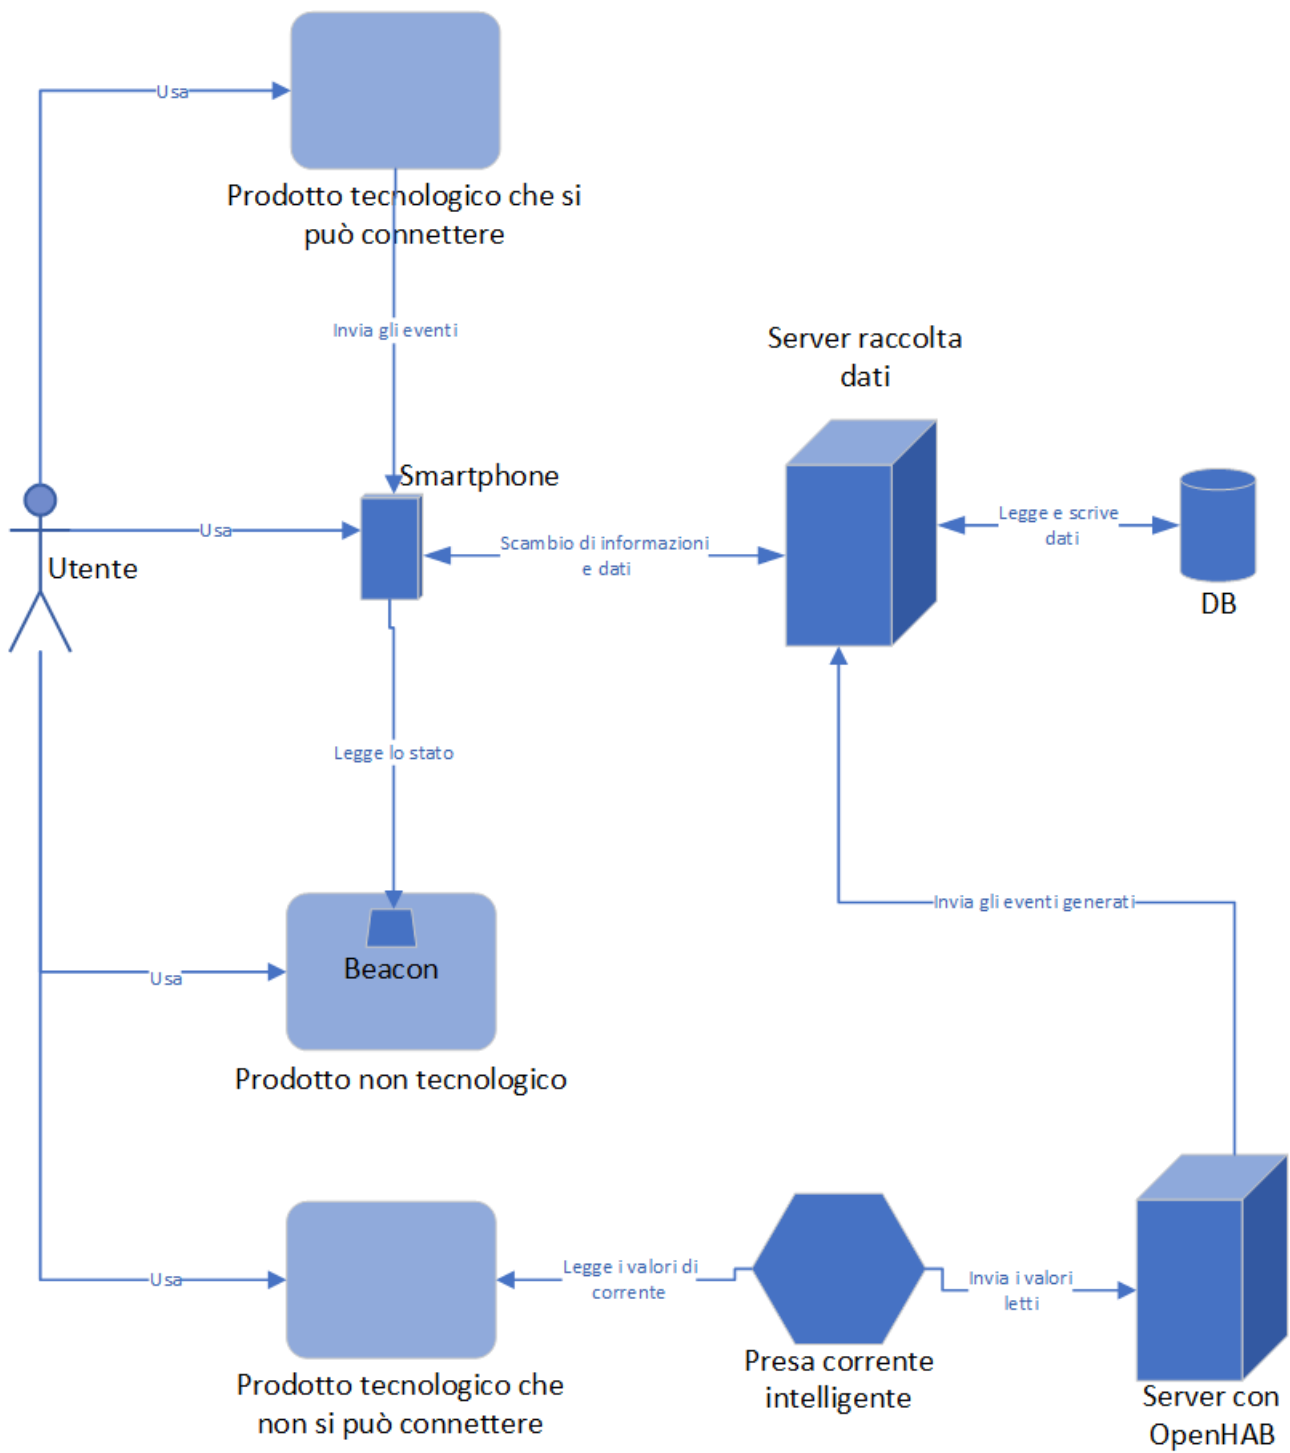 Usa
Prodotto tecnologico che si
può connettere
Invia gli eventi
Server raccolta
dati
Smartphone
Usa
Utente
Scambio di informazioni
e dati
Legge e scrive
dati
DB
Legge lo stato
Invia gli eventi generati
Usa
Beacon
Prodotto non tecnologico
Usa
Legge i valori di
corrente
Invia i valori
letti
Prodotto tecnologico che
non si può connettere
Presa corrente
intelligente
Server con
OpenHAB